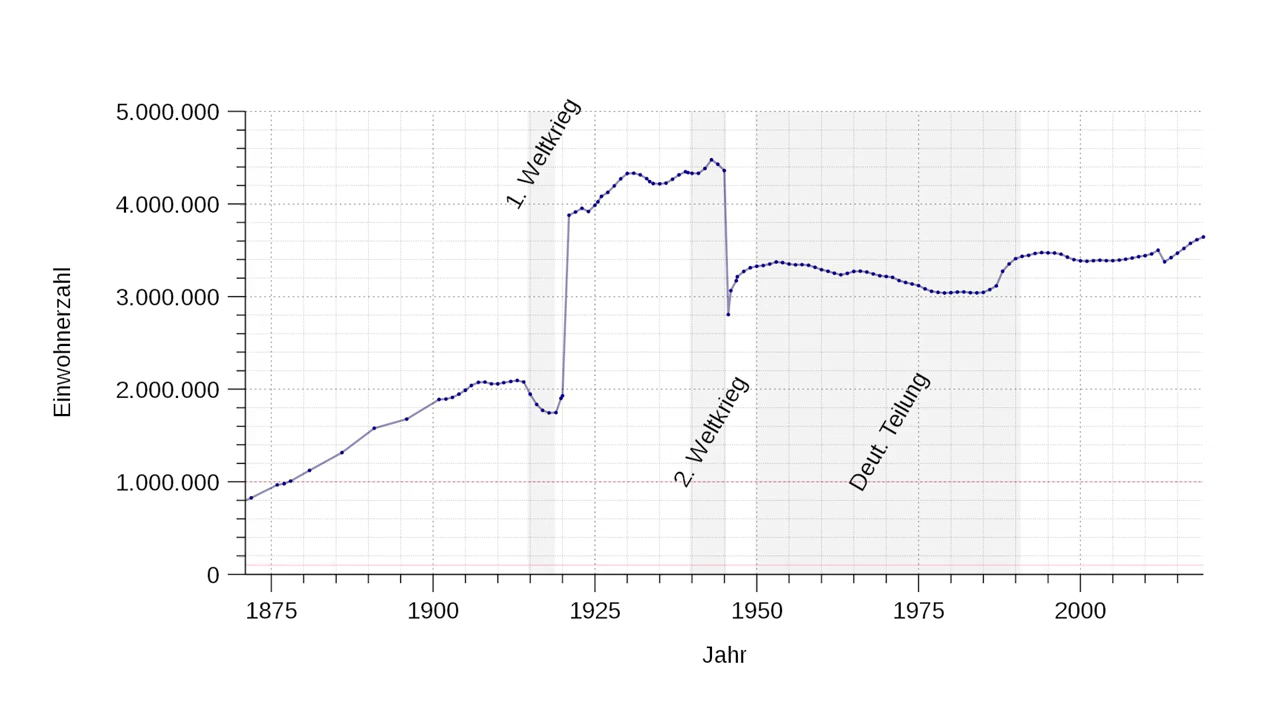 5.000.000
4.000.000
3.000.000
2.000.000
1.000.000
0
Einwohnerzahl
1. Weltkrieg
2. Weltkrieg
Deut. Teilung
1875 1900 1925 1950 1975 2000
Jahr